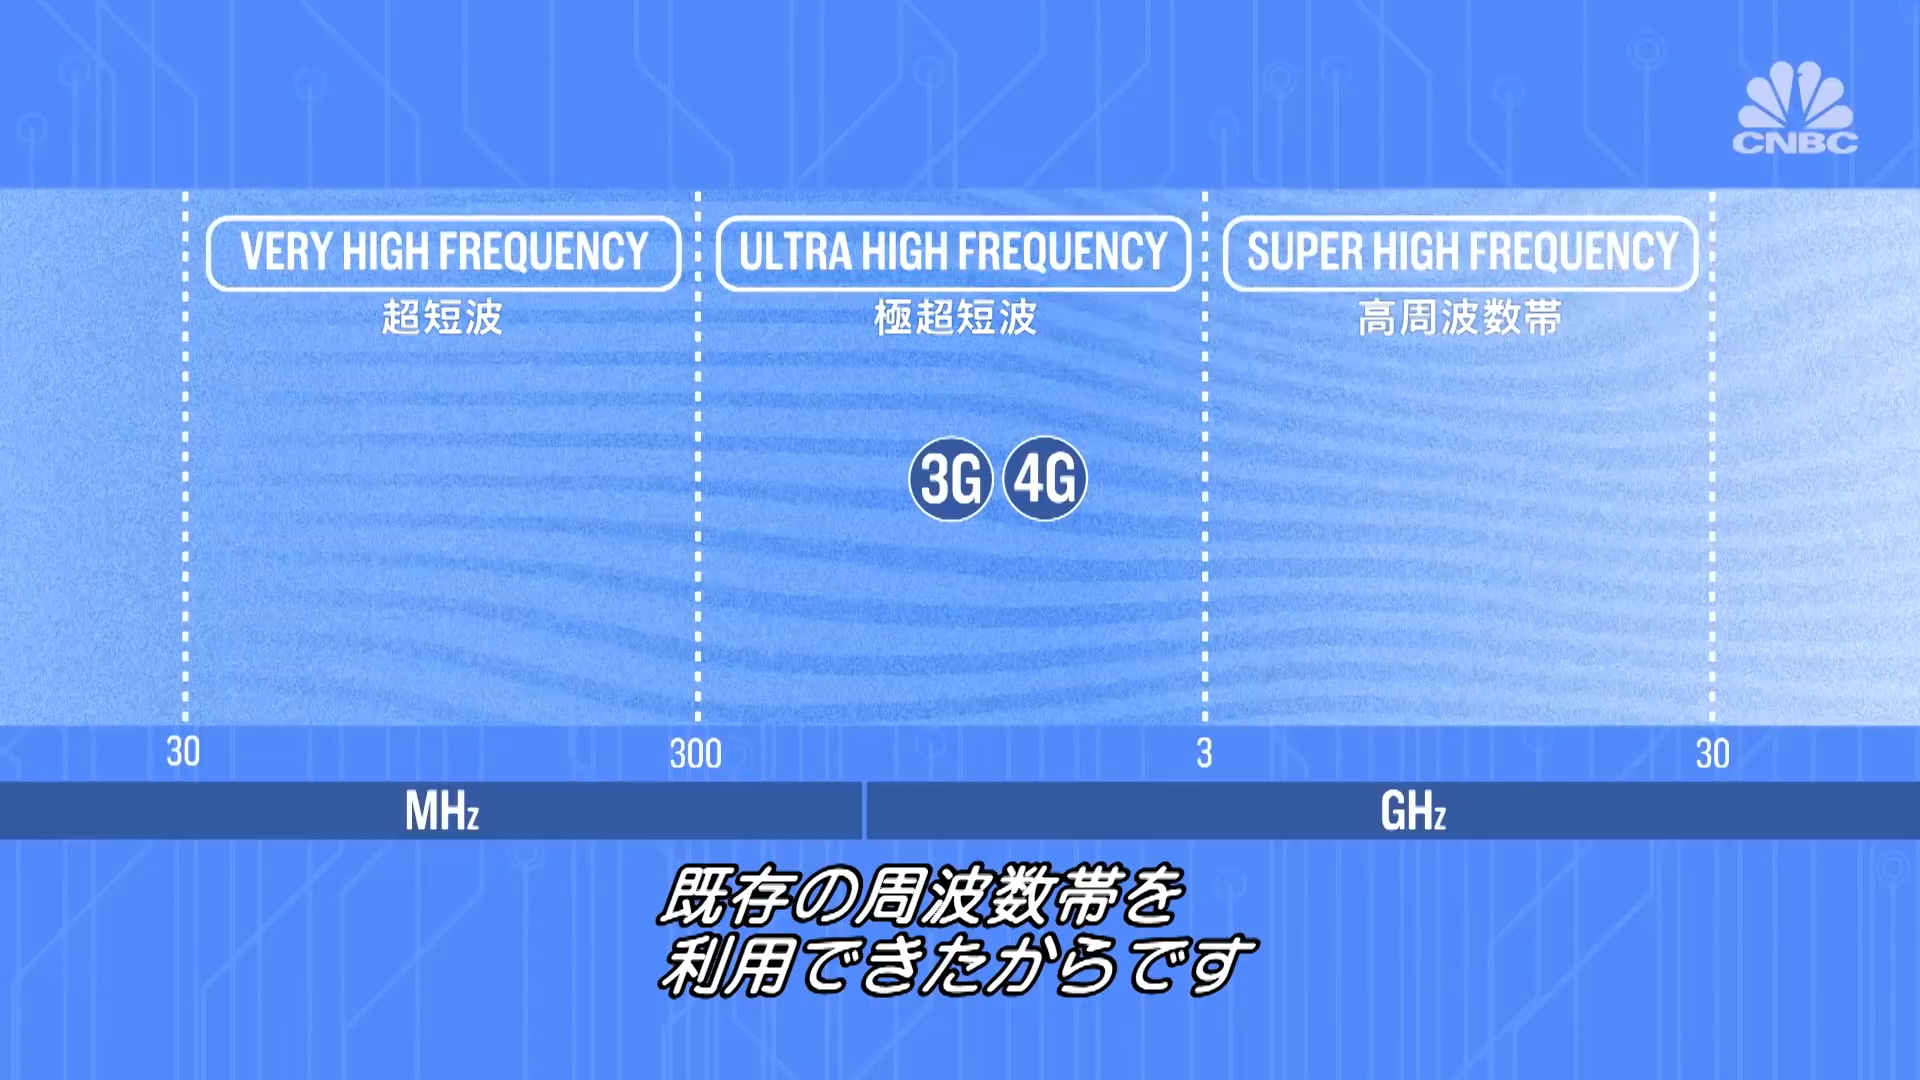 CNBC
VERY HIGH FREQUENCY
超短波
ULTRA HIGH FREQUENCY
極超短波
SUPER HIGH FREQUENCY
高周波数帯
3G
4G
30
300
3
30
MHz
GHz
既存の周波数帯を
利用できたからです